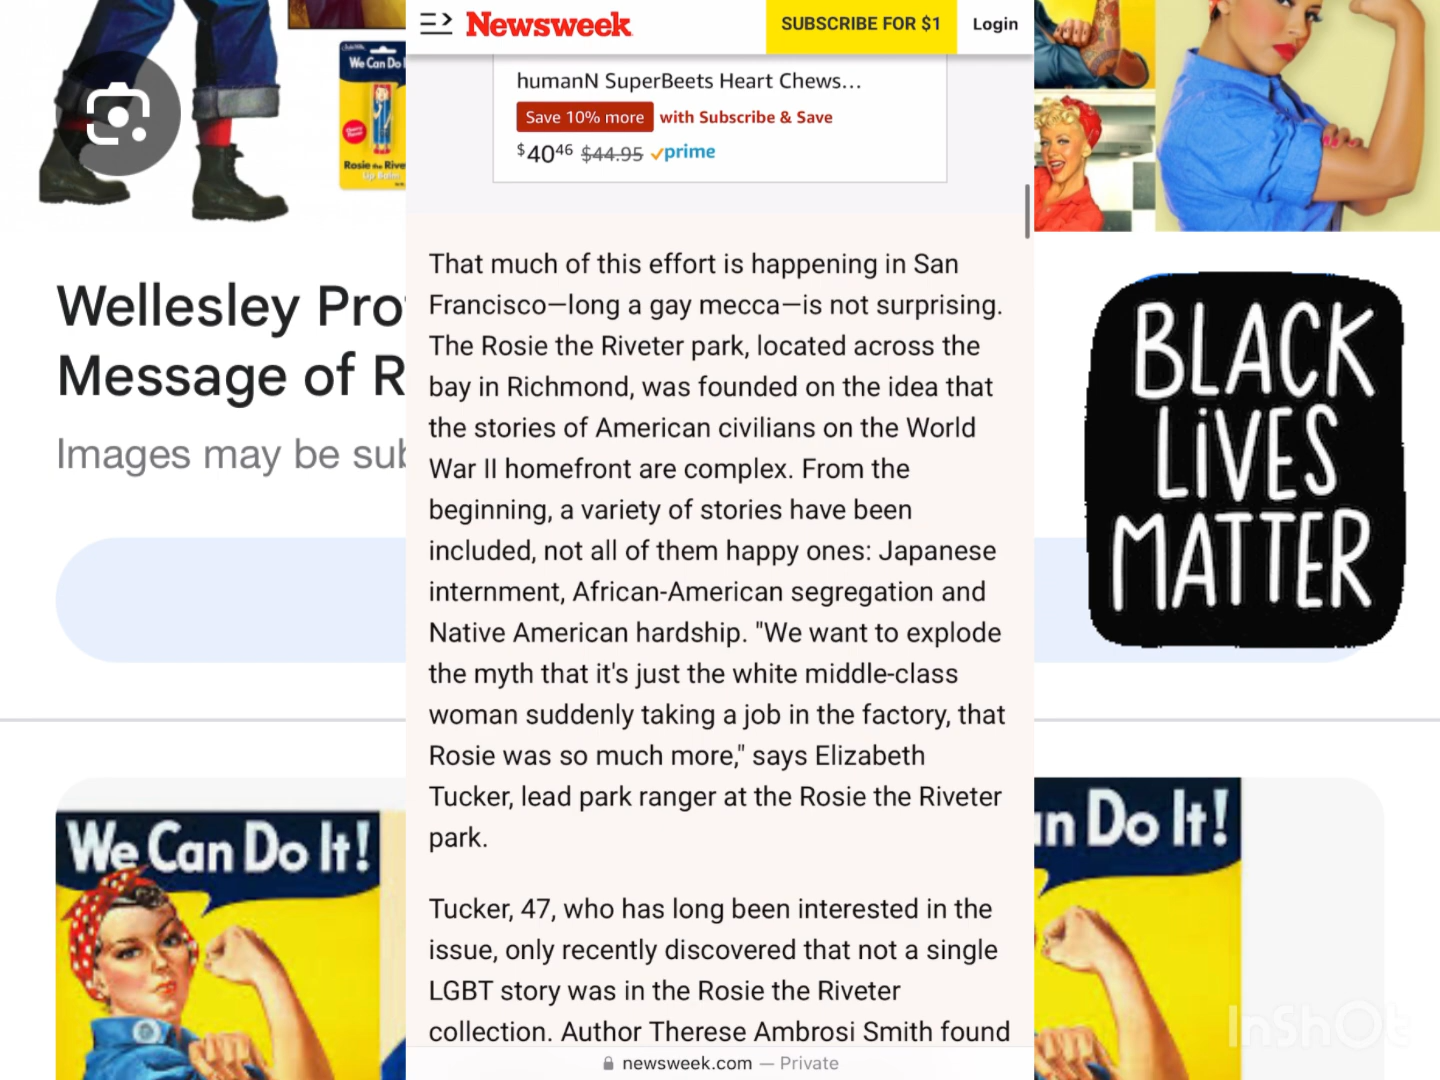 Newsweek
SUBSCRIBE FOR $1
Login
humanN SuperBeets Heart Chews...
Save 10% more with Subscribe & Save
$40 46 $44.95 prime
We Can Do I
Rosie the Rive
Lip Balm
Wellesley Pro
Message of R
Images may be sub
That much of this effort is happening in San
Francisco—long a gay mecca—is not surprising.
The Rosie the Riveter park, located across the
bay in Richmond, was founded on the idea that
the stories of American civilians on the World
War II homefront are complex. From the
beginning, a variety of stories have been
included, not all of them happy ones: Japanese
internment, African-American segregation and
Native American hardship. "We want to explode
the myth that it's just the white middle-class
woman suddenly taking a job in the factory, that
Rosie was so much more," says Elizabeth
Tucker, lead park ranger at the Rosie the Riveter
park.
Tucker, 47, who has long been interested in the
issue, only recently discovered that not a single
LGBT story was in the Rosie the Riveter
collection. Author Therese Ambrosi Smith found
newsweek.com — Private
BLACK
LIVES
MATTER
We Can Do It!
n Do It!
InShOt